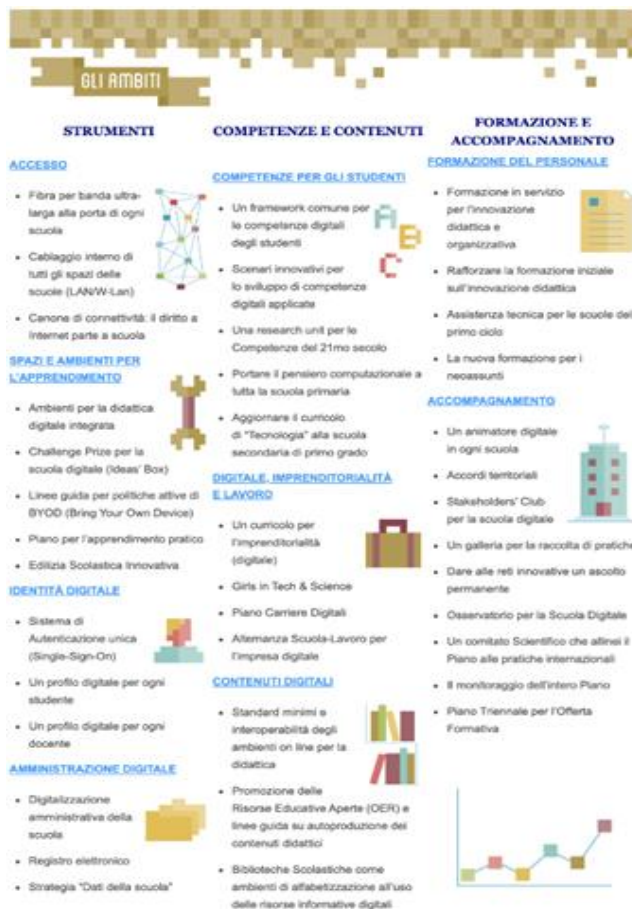 GLI AMBITI
STRUMENTI
ACCESSO
• Fibra per banda ultra-
larga alla porta di ogni
scuola
• Cablaggio interno di
tutti gli spazi delle
scuole (LAN/W-Lan)
• Canone di connettività: il diritto a
Internet parte a scuola
SPAZI E AMBIENTI PER
L'APPRENDIMENTO
• Ambienti per la didattica
digitale integrata
• Challenge Prize per la
scuola digitale (Ideas' Box)
• Linee guida per politiche attive di
BYOD (Bring Your Own Device)
• Piano per l'apprendimento pratico
• Edilizia Scolastica Innovativa
IDENTITÀ DIGITALE
• Sistema di
Autenticazione unica
(Single-Sign-On)
• Un profilo digitale per ogni
studente
• Un profilo digitale per ogni
docente
AMMINISTRAZIONE DIGITALE
• Digitalizzazione
amministrativa della
scuola
• Registro elettronico
• Strategia "Dati della scuola"
COMPETENZE E CONTENUTI
COMPETENZE PER GLI STUDENTI
• Un framework comune per
le competenze digitali
degli studenti
• Scenari innovativi per
lo sviluppo di competenze
digitali applicate
• Una research unit per le
Competenze del 21mo secolo
• Portare il pensiero computazionale a
tutta la scuola primaria
• Aggiornare il curricolo
di "Tecnologia" alla scuola
secondaria di primo grado
DIGITALE, IMPRENDITORIALITÀ
E LAVORO
• Un curricolo per
l'imprenditorialità
(digitale)
• Girls in Tech & Science
• Piano Carriere Digitali
• Alternanza Scuola-Lavoro per
l'impresa digitale
CONTENUTI DIGITALI
• Standard minimi e
interoperabilità degli
ambienti on line per la
didattica
• Promozione delle
Risorse Educative Aperte (OER) e
linee guida su autoproduzione dei
contenuti didattici
• Biblioteche Scolastiche come
ambienti di alfabetizzazione all'uso
delle risorse informative digitali
A
B
C
FORMAZIONE E
ACCOMPAGNAMENTO
FORMAZIONE DEL PERSONALE
• Formazione in servizio
per l'innovazione
didattica e
organizzativa
• Rafforzare la formazione iniziale
sull'innovazione didattica
• Assistenza tecnica per le scuole del
primo ciclo
• La nuova formazione per i
neoassunti
ACCOMPAGNAMENTO
• Un animatore digitale
in ogni scuola
• Accordi territoriali
• Stakeholders' Club
per la scuola digitale
• Un galleria per la raccolta di pratiche
• Dare alle reti innovative un ascolto
permanente
• Osservatorio per la Scuola Digitale
• Un comitato Scientifico che allinei il
Piano alle pratiche internazionali
• Il monitoraggio dell'intero Piano
• Piano Triennale per l'Offerta
Formativa